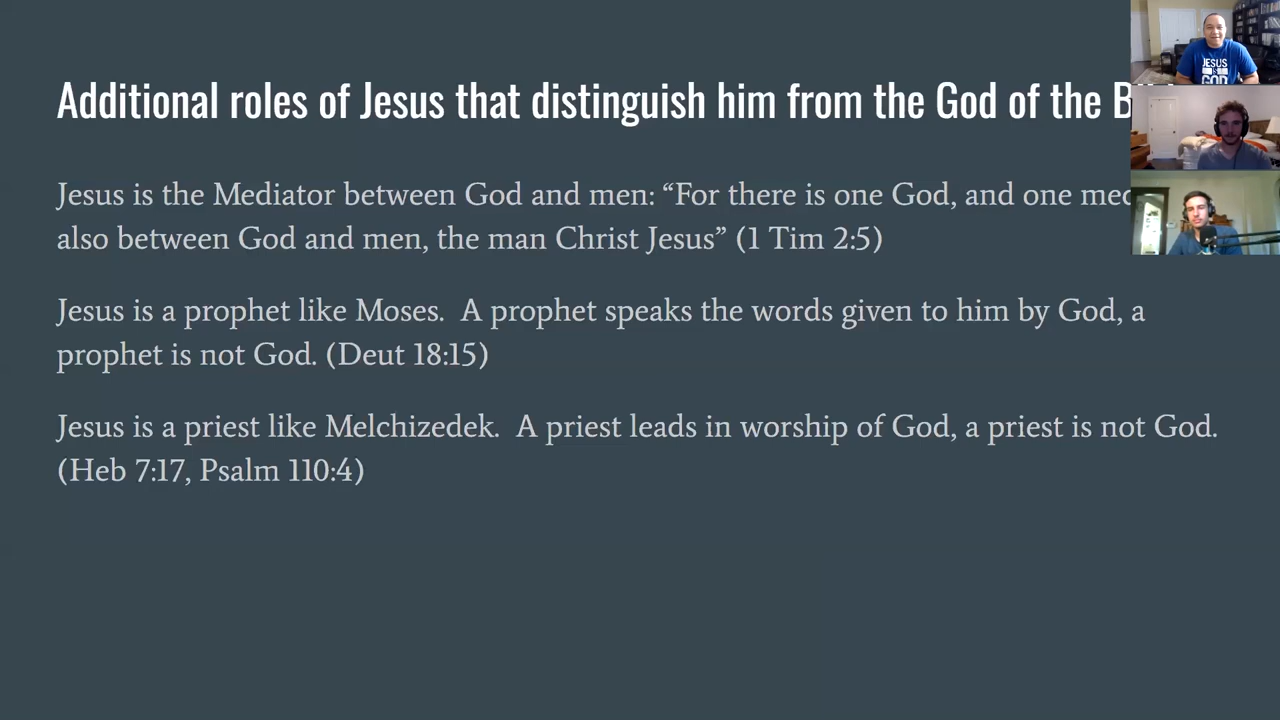 Additional roles of Jesus that distinguish him from the God of the
Jesus is the Mediator between God and men: “For there is one God, and one
also between God and men, the man Christ Jesus” (1 Tim 2:5)
Jesus is a prophet like Moses.  A prophet speaks the words given to him by God, a
prophet is not God. (Deut 18:15)
Jesus is a priest like Melchizedek.  A priest leads in worship of God, a priest is not God.
(Heb 7:17, Psalm 110:4)
JESUS
IS
GOD